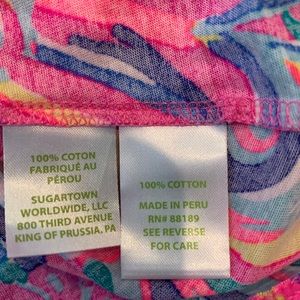 100% COTON
FABRIQUÉ AU
PÉROU
SUGARTOWN
WORLDWIDE, LLC
800 THIRD AVENUE
KING OF PRUSSIA, PA
100% COTTON
MADE IN PERU
RN# 88189
SEE REVERSE
FOR CARE